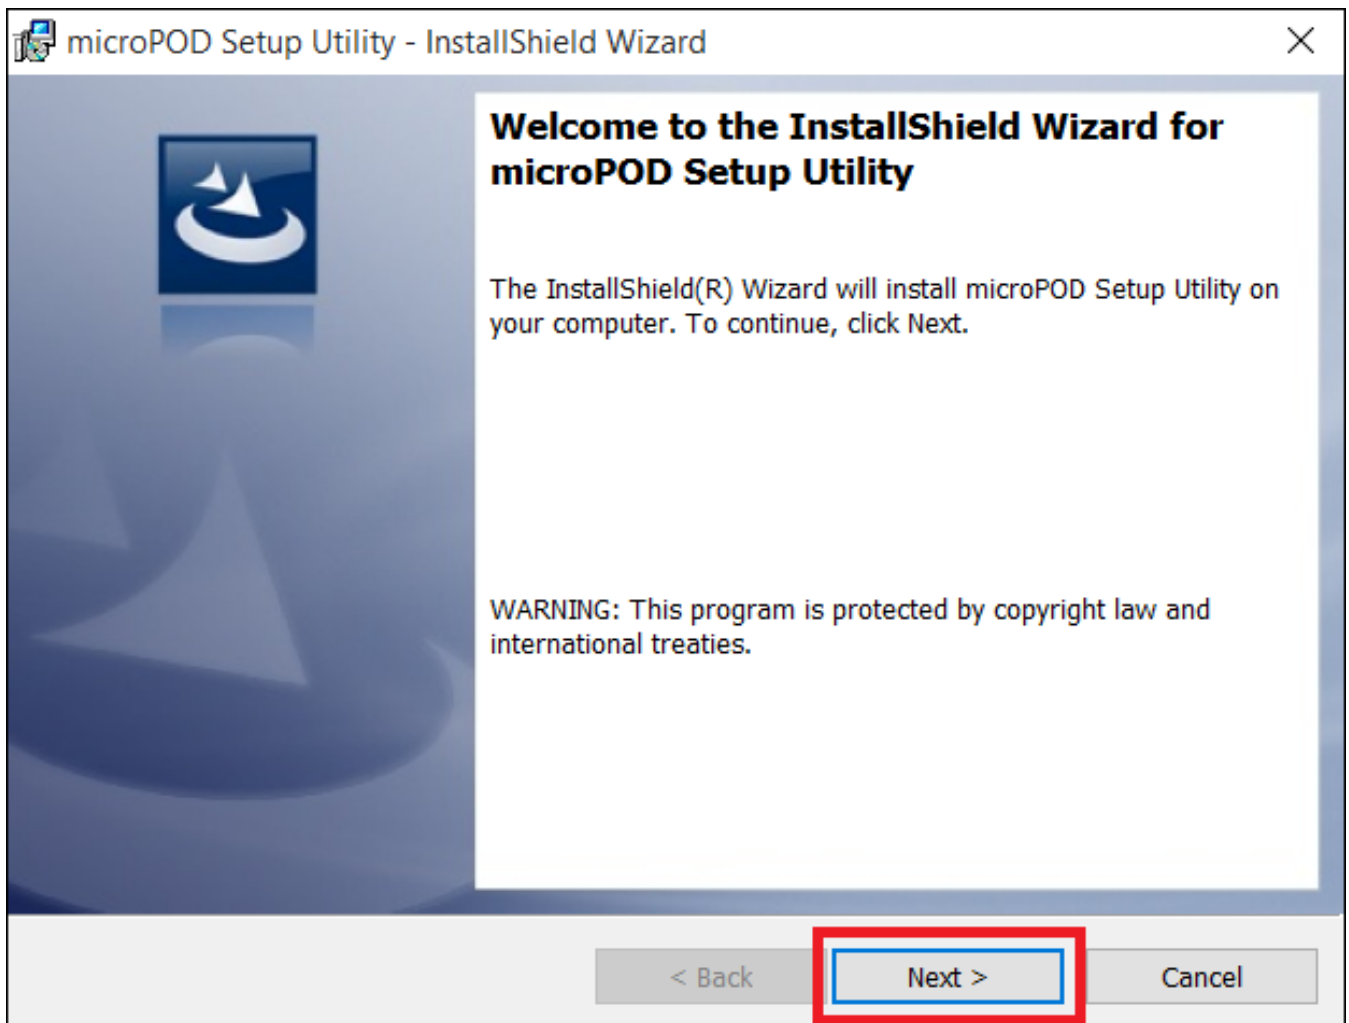 microPOD Setup Utility - InstallShield Wizard
Welcome to the InstallShield Wizard for
microPOD Setup Utility
The InstallShield(R) Wizard will install microPOD Setup Utility on
your computer. To continue, click Next.
WARNING: This program is protected by copyright law and
international treaties.
< Back
Next >
Cancel